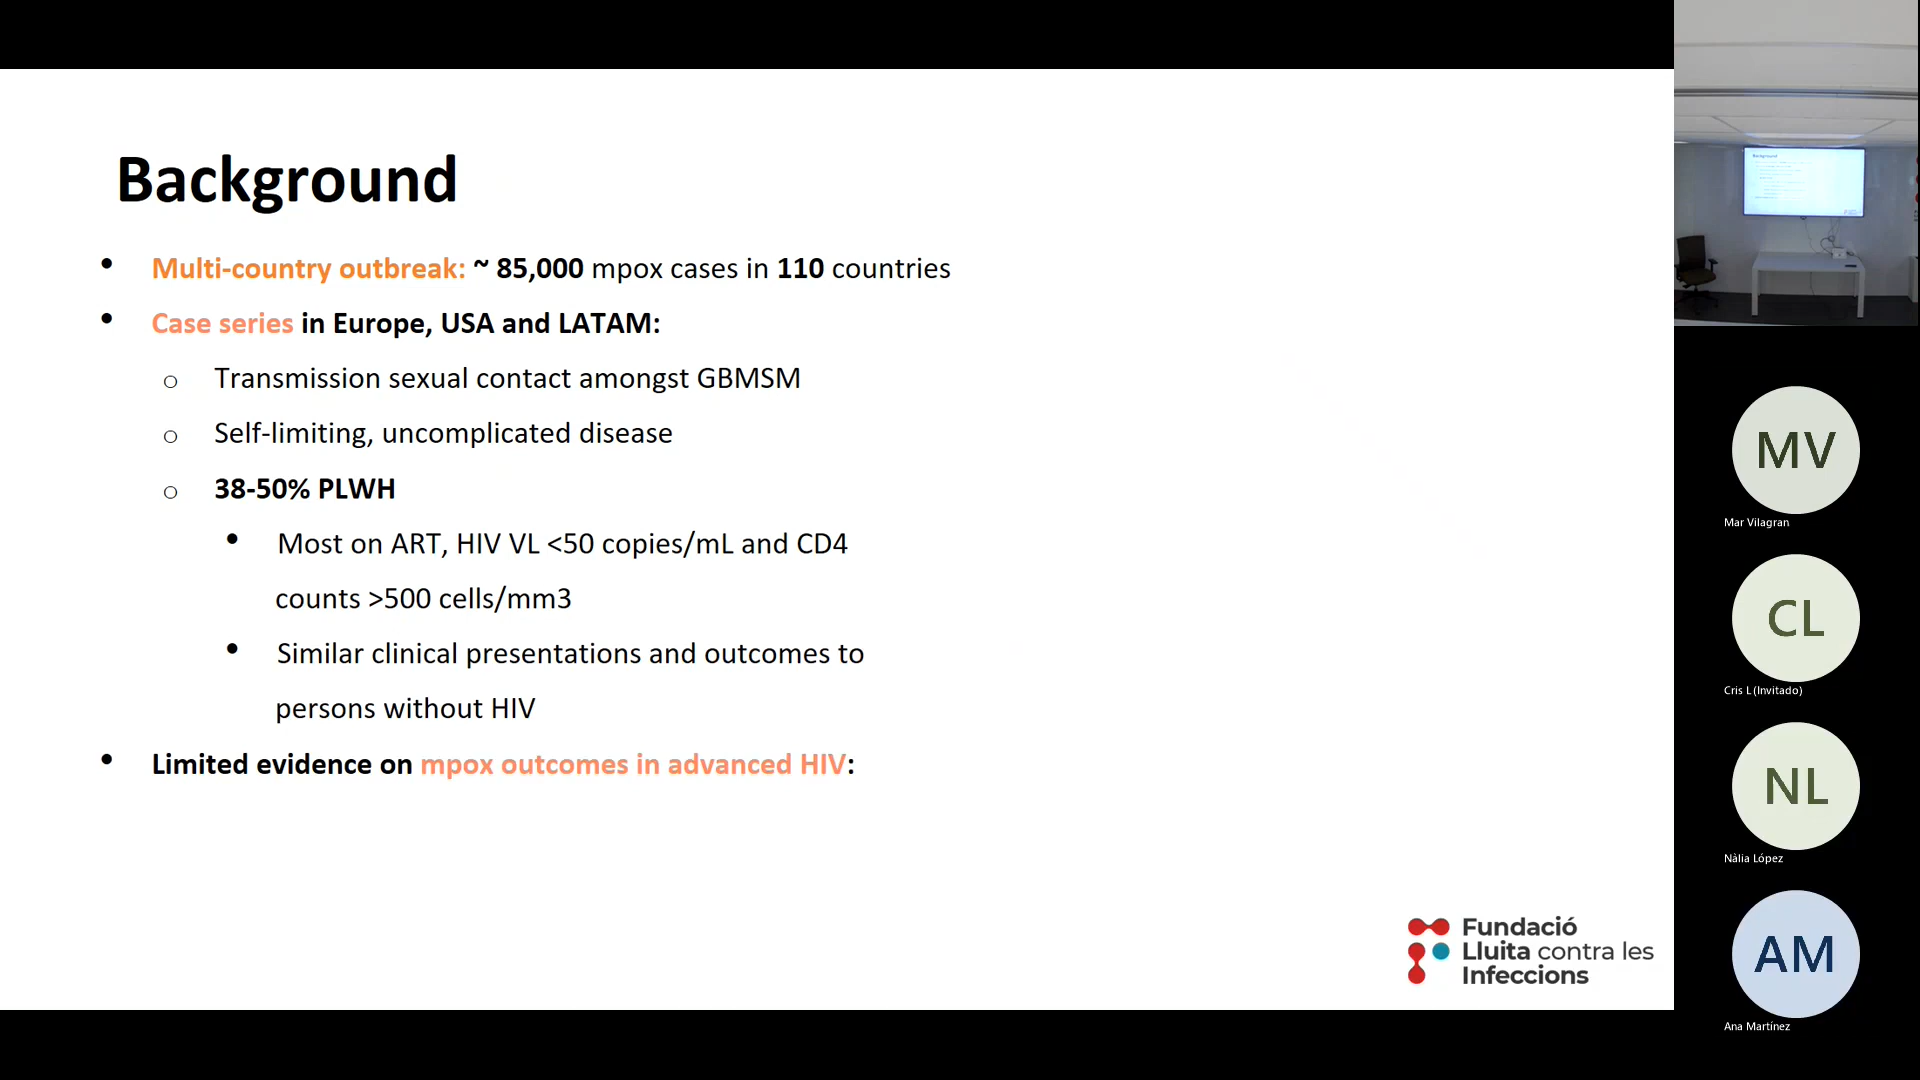 Background
• Multi-country outbreak: ~ 85,000 mpox cases in 110 countries
• Case series in Europe, USA and LATAM:
o Transmission sexual contact amongst GBMSM
o Self-limiting, uncomplicated disease
o 38-50% PLWH
• Most on ART, HIV VL <50 copies/mL and CD4
counts >500 cells/mm3
• Similar clinical presentations and outcomes to
persons without HIV
• Limited evidence on mpox outcomes in advanced HIV:
Fundació
Lluita contra les
Infeccions
Background
MV
Mar Vilagran
CL
Cris L (Invitado)
NL
Nàlia López
AM
Ana Martínez